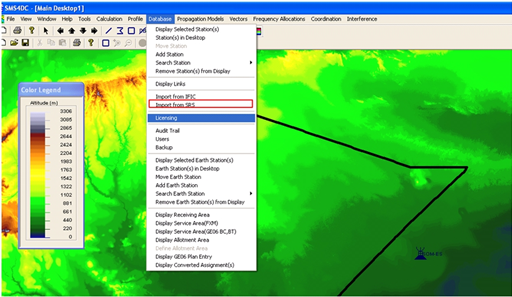 SMS4DC - [Main Desktop1]
View Window Help Tools Calculation Profile Database Propagation Models Vectors Frequency Allocations Coordination Interference
Display Selected Station(s)
Station(s) in Desktop
Move Station
Add Station
Search Station
Remove Station(s) from Display
Display Links
Import from IFIC
Import from SRS
Licensing
Audit Trail
Users
Backup
Display Selected Earth Station(s)
Earth Station(s) in Desktop
Move Earth Station
Add Earth Station
Search Earth Station
Remove Earth Station(s) from Display
Display Receiving Area
Display Service Area(FXM)
Display Service Area(GE06 BC,BT)
Display Allotment Area
Define Allotment Area
Display GE06 Plan Entry
Display Converted Assignment(s)
Color Legend
Altitude (m)
3306
3085
2865
2644
2424
2204
1983
1763
1542
1322
1102
881
661
440
220
0